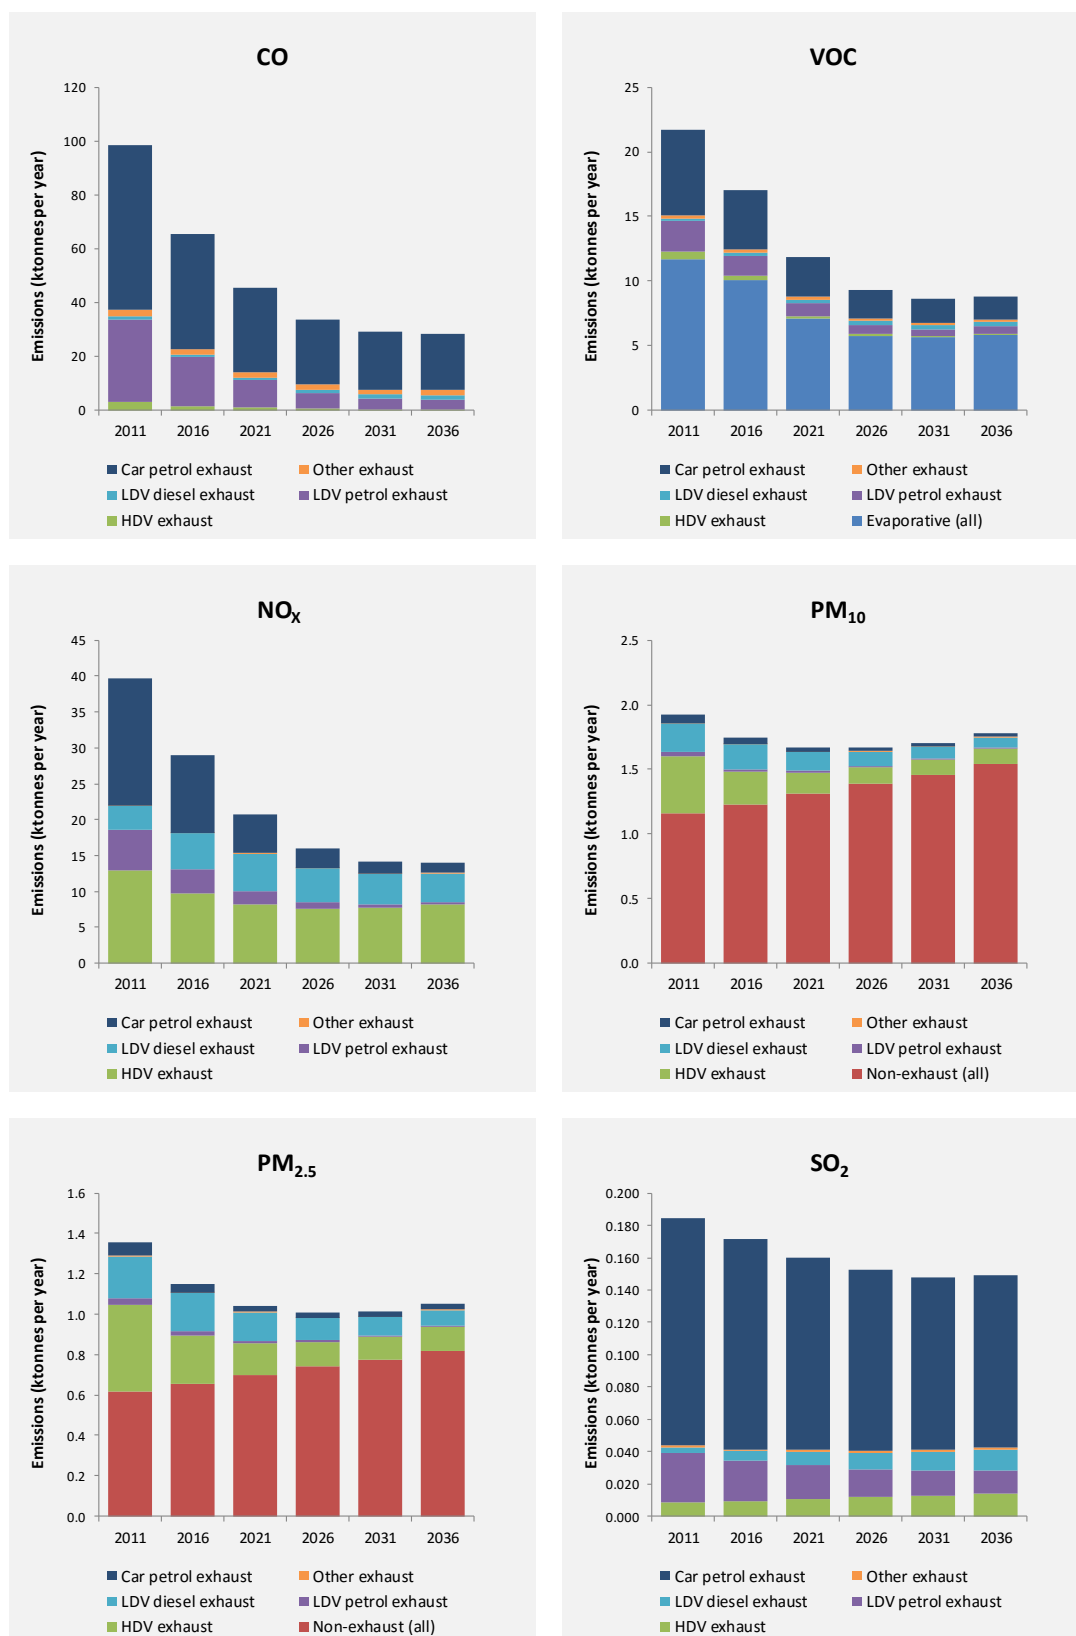 CO
Emissions (ktonnes per year)
120
100
80
60
40
20
0
2011 2016 2021 2026 2031 2036
Car petrol exhaust Other exhaust
LDV diesel exhaust LDV petrol exhaust
HDV exhaust
VOC
Emissions (ktonnes per year)
25
20
15
10
5
0
2011 2016 2021 2026 2031 2036
Car petrol exhaust Other exhaust
LDV diesel exhaust LDV petrol exhaust
HDV exhaust Evaporative (all)
NOX
Emissions (ktonnes per year)
45
40
35
30
25
20
15
10
5
0
2011 2016 2021 2026 2031 2036
Car petrol exhaust Other exhaust
LDV diesel exhaust LDV petrol exhaust
HDV exhaust
PM10
Emissions (ktonnes per year)
2.5
2.0
1.5
1.0
0.5
0.0
2011 2016 2021 2026 2031 2036
Car petrol exhaust Other exhaust
LDV diesel exhaust LDV petrol exhaust
HDV exhaust Non-exhaust (all)
PM2.5
Emissions (ktonnes per year)
1.6
1.4
1.2
1.0
0.8
0.6
0.4
0.2
0.0
2011 2016 2021 2026 2031 2036
Car petrol exhaust Other exhaust
LDV diesel exhaust LDV petrol exhaust
HDV exhaust Non-exhaust (all)
SO2
Emissions (ktonnes per year)
0.200
0.180
0.160
0.140
0.120
0.100
0.080
0.060
0.040
0.020
0.000
2011 2016 2021 2026 2031 2036
Car petrol exhaust Other exhaust
LDV diesel exhaust LDV petrol exhaust
HDV exhaust